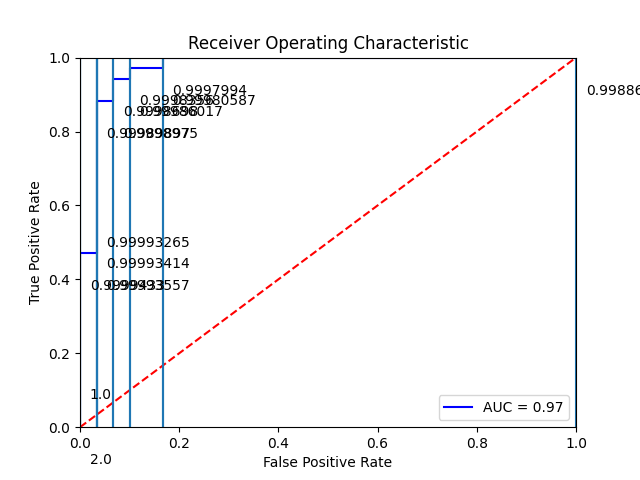 Receiver Operating Characteristic
1.0
0.8
0.6
0.4
0.2
0.0
True Positive Rate
0.9997994
0.99886
0.99993265
0.99993414
1.0
2.0
AUC = 0.97
0.0 0.2 0.4 0.6 0.8 1.0
False Positive Rate